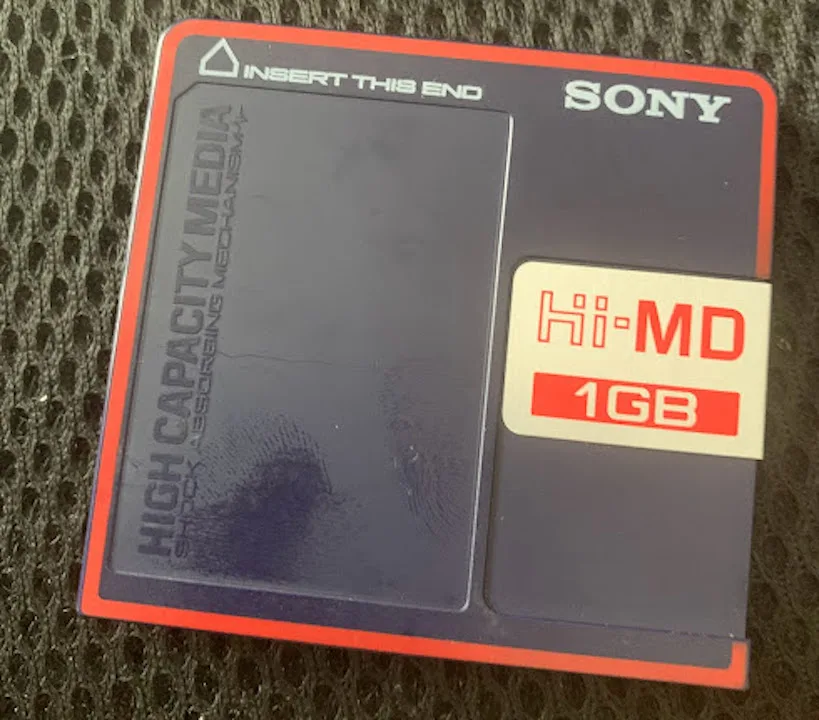 INSERT THIS END
SONY
HIGH CAPACITY MEDIA
SHOCK ABSORBING MECHANISM
Hi-MD
1GB